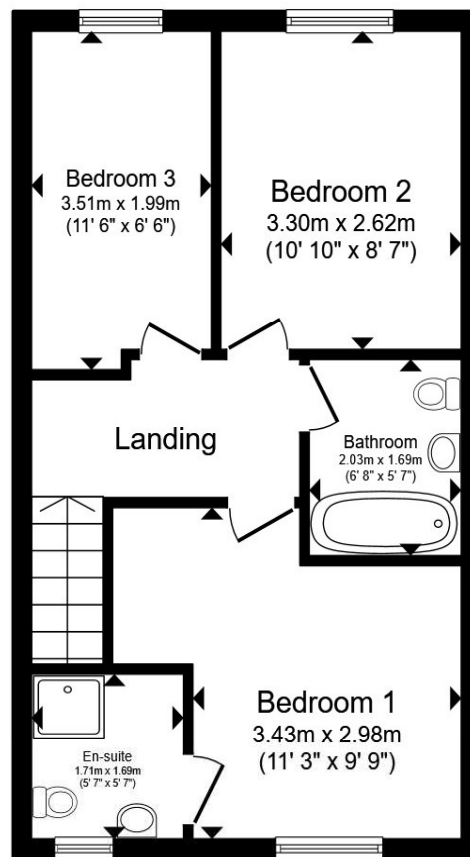 Bedroom 3
3.51m x 1.99m
(11' 6" x 6' 6")
Bedroom 2
3.30m x 2.62m
(10' 10" x 8' 7")
Landing
Bathroom
2.03m x 1.69m
(6' 8" x 5' 7")
Bedroom 1
3.43m x 2.98m
(11' 3" x 9' 9")
En-suite
1.71m x 1.69m
(5' 7" x 5' 7")